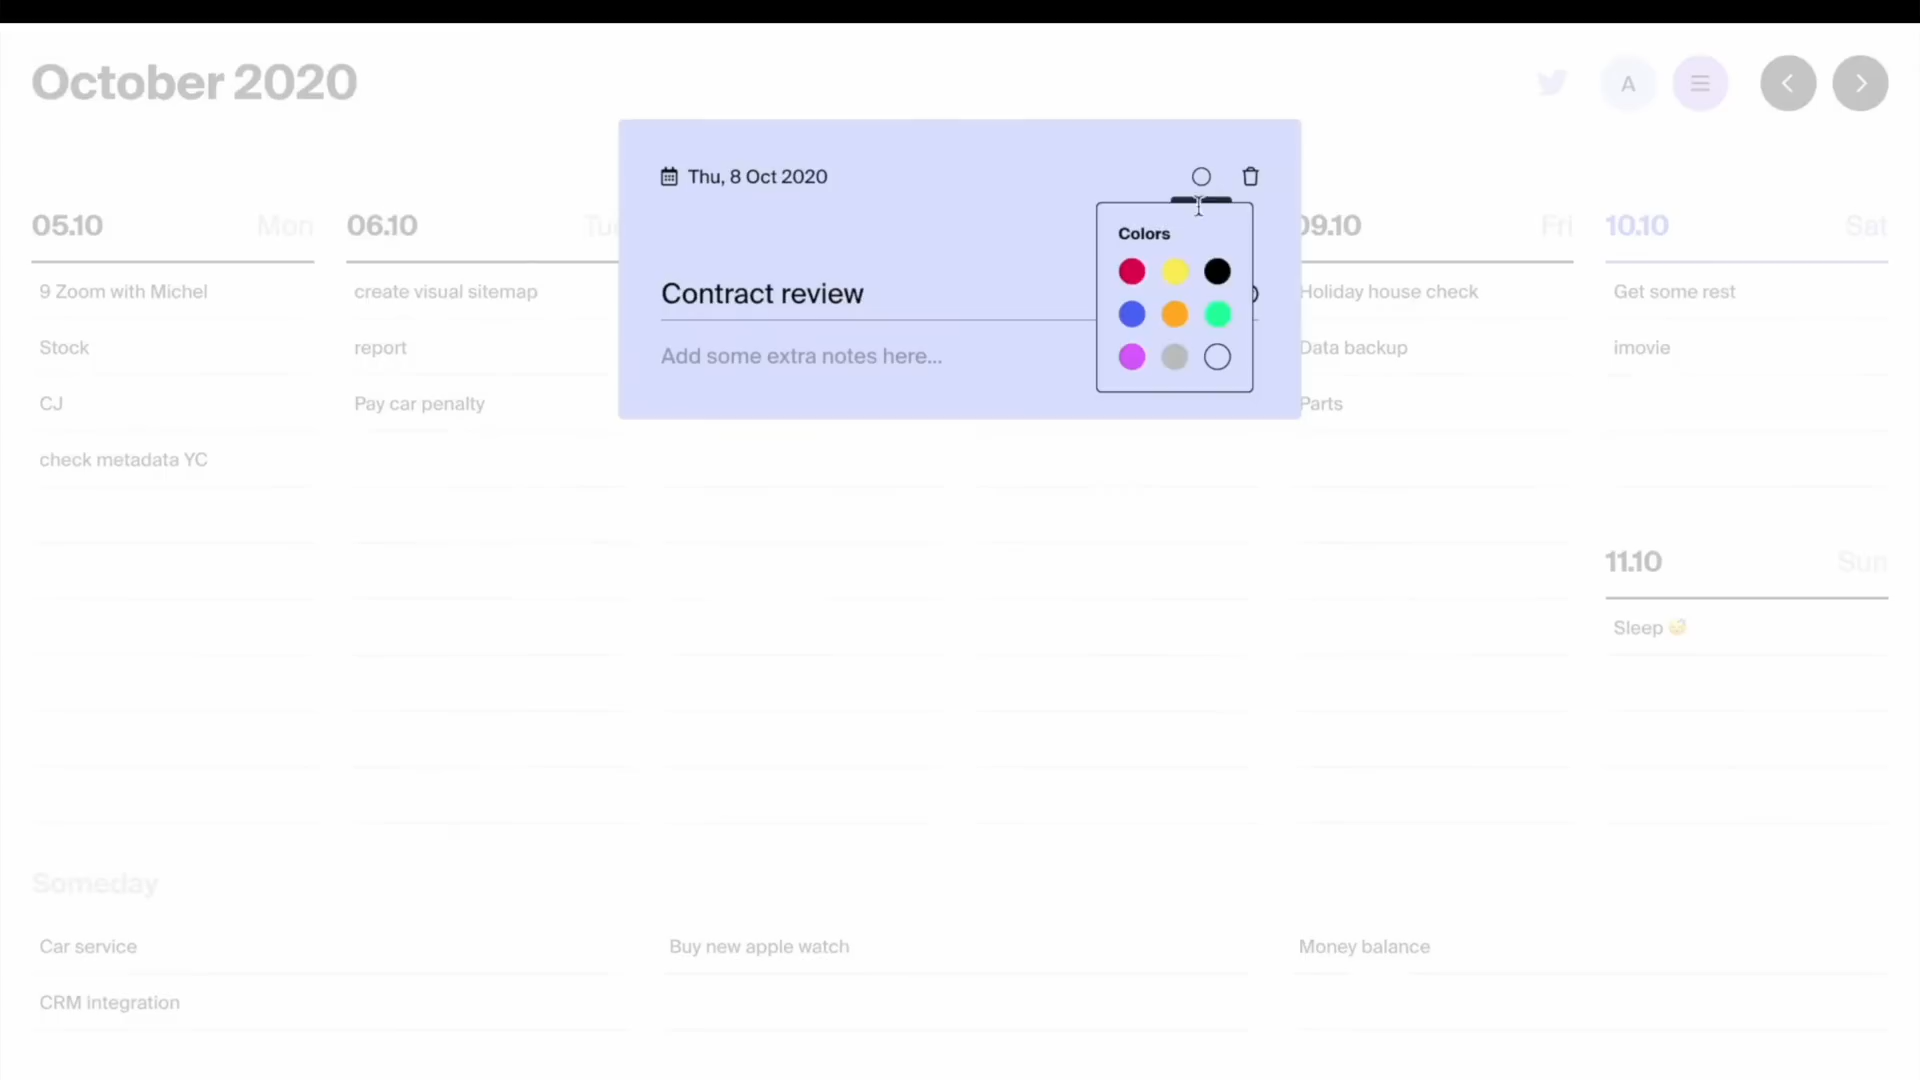 October 2020
A
Thu, 8 Oct 2020
Contract review
Add some extra notes here...
Colors
05.10 Mon
9 Zoom with Michel
Stock
CJ
check metadata YC
06.10 Tu
create visual sitemap
report
Pay car penalty
09.10 Fri
Holiday house check
Data backup
Parts
10.10 Sat
Get some rest
imovie
11.10 Sun
Sleep 😴
Someday
Car service
CRM integration
Buy new apple watch
Money balance